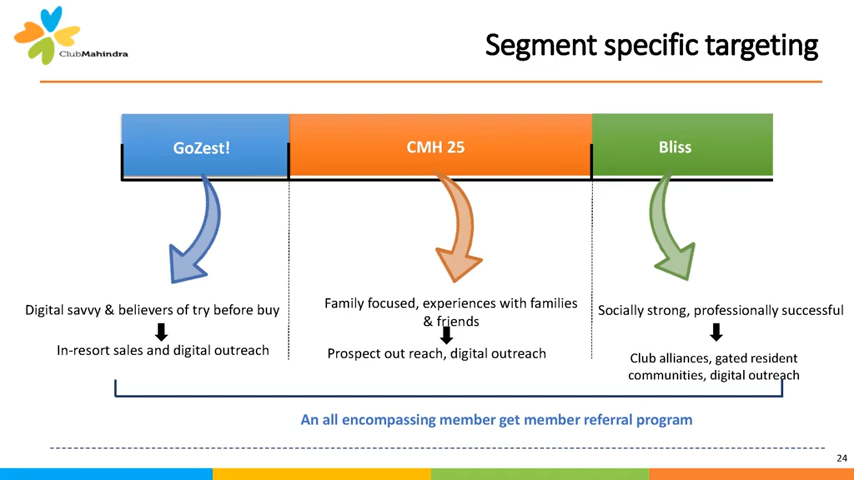 ClubMahindra
Segment specific targeting
GoZest!
CMH 25
Bliss
Digital savvy & believers of try before buy
In-resort sales and digital outreach
Family focused, experiences with families
& friends
Prospect out reach, digital outreach
Socially strong, professionally successful
Club alliances, gated resident
communities, digital outreach
An all encompassing member get member referral program
24